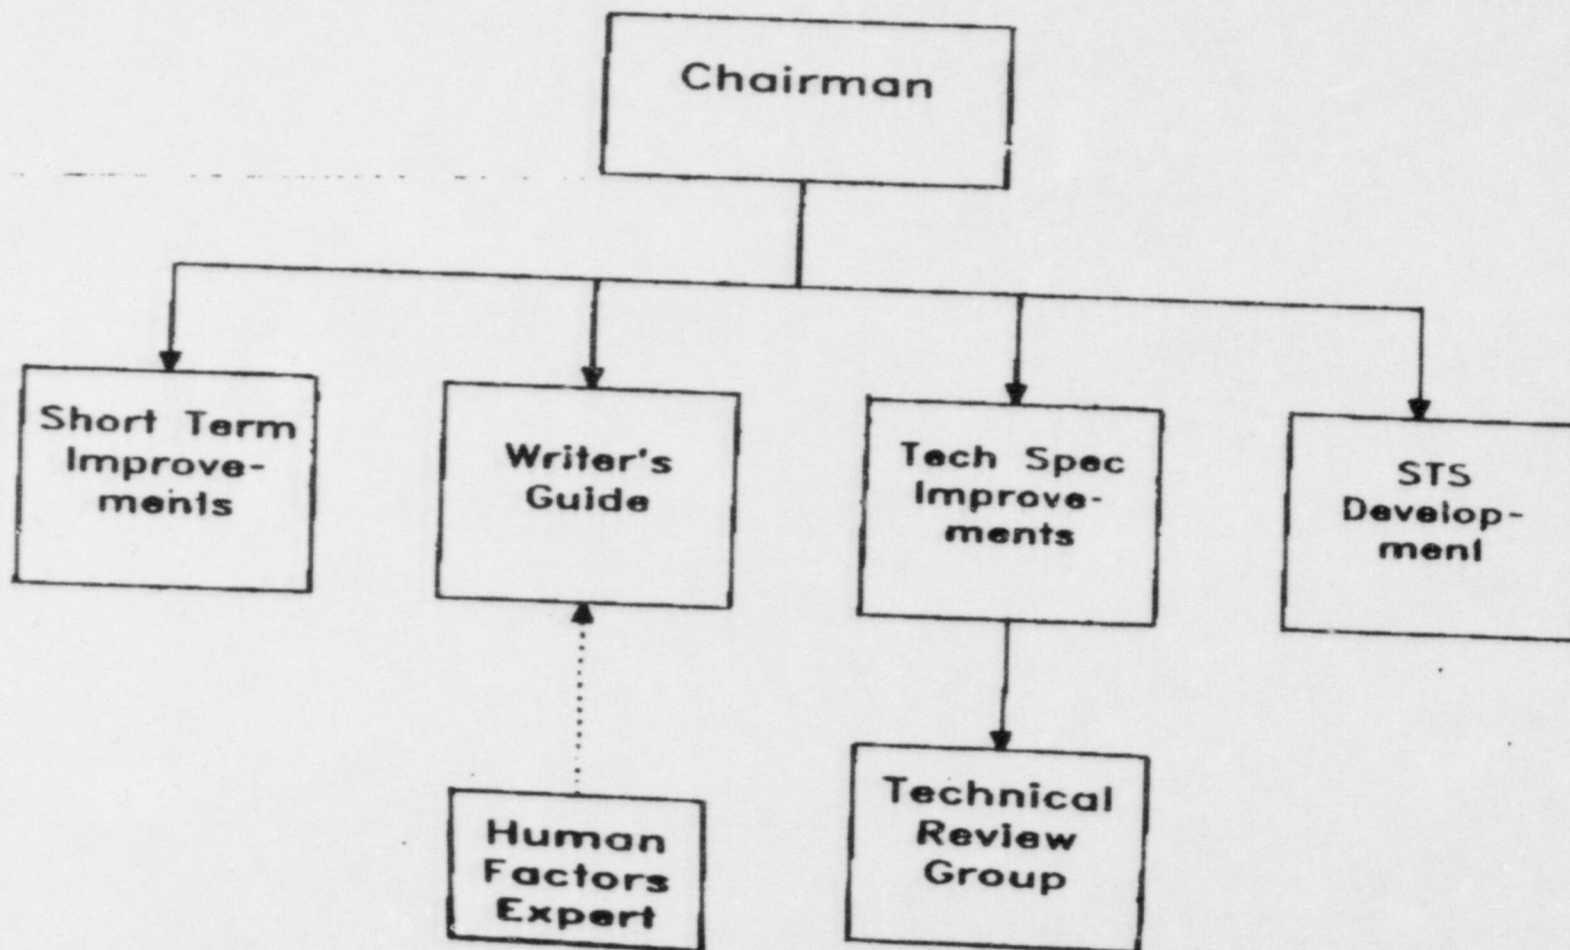 Chairman
Short Term
Improve-
ments
Writer's
Guide
Tech Spec
Improve-
ments
STS
Develop-
ment
Human
Factors
Expert
Technical
Review
Group